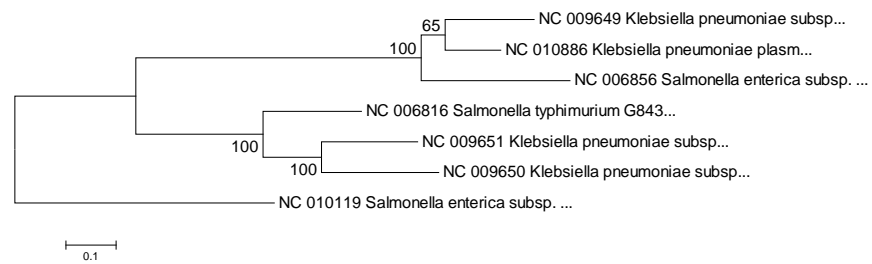 NC 009649 Klebsiella pneumoniae subsp...
65
100
NC 010886 Klebsiella pneumoniae plasm...
NC 006856 Salmonella enterica subsp. ...
NC 006816 Salmonella typhimurium G843...
NC 009651 Klebsiella pneumoniae subsp...
100
100
NC 009650 Klebsiella pneumoniae subsp...
NC 010119 Salmonella enterica subsp. ...
0.1